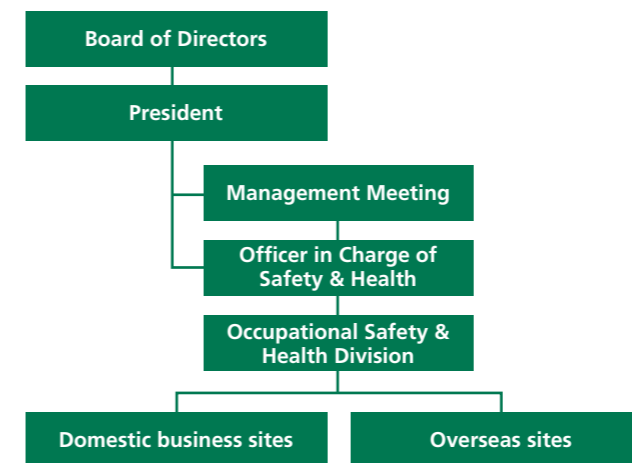 Board of Directors
President
Management Meeting
Officer in Charge of
Safety & Health
Occupational Safety &
Health Division
Domestic business sites
Overseas sites